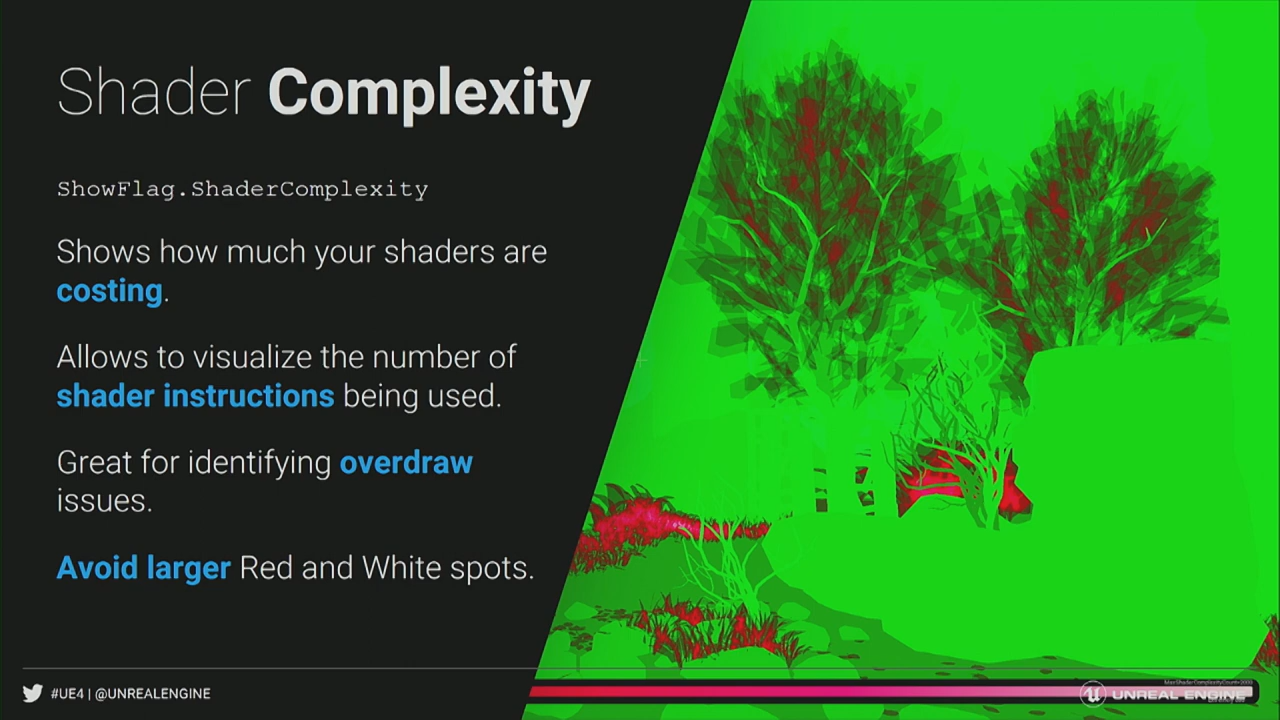 Shader Complexity
ShowFlag.ShaderComplexity
Shows how much your shaders are
costing.
Allows to visualize the number of
shader instructions being used.
Great for identifying overdraw
issues.
Avoid larger Red and White spots.
#UE4 | @UNREALENGINE
UNREAL ENGINE